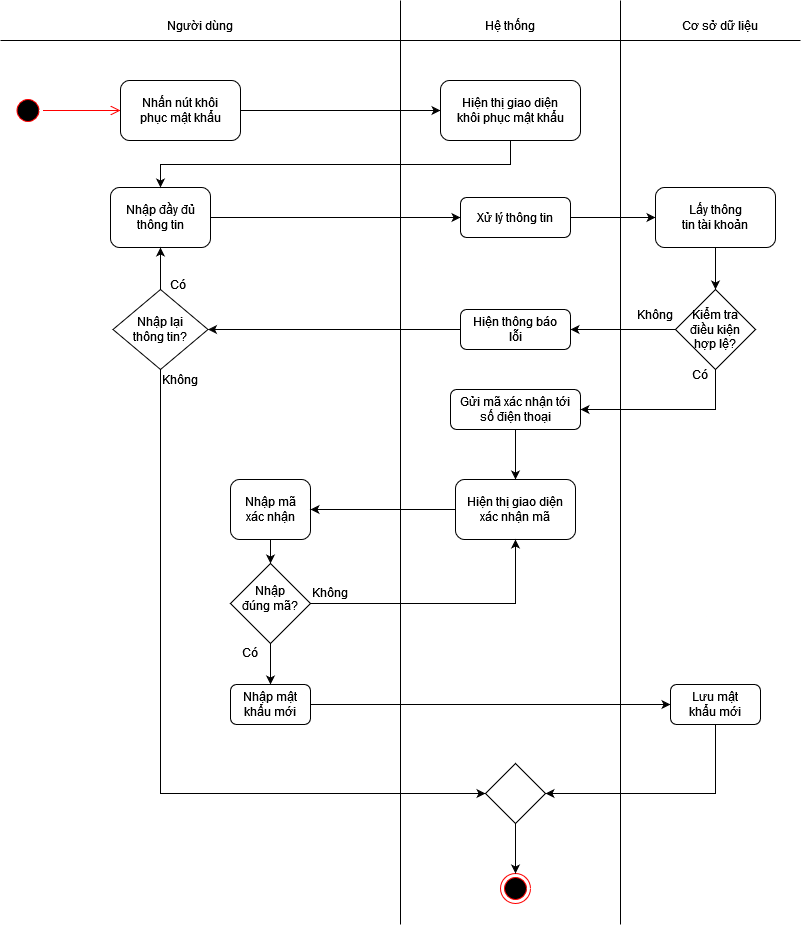 Người dùng
Hệ thống
Cơ sở dữ liệu
Nhấn nút khôi
phục mật khẩu
Hiện thị giao diện
khôi phục mật khẩu
Nhập đầy đủ
thông tin
Xử lý thông tin
Lấy thông
tin tài khoản
Có
Nhập lại
thông tin?
Hiện thông báo
lỗi
Không
Kiểm tra
điều kiện
hợp lệ?
Không
Có
Gửi mã xác nhận tới
số điện thoại
Nhập mã
xác nhận
Hiện thị giao diện
xác nhận mã
Nhập
đúng mã?
Không
Có
Nhập mật
khẩu mới
Lưu mật
khẩu mới